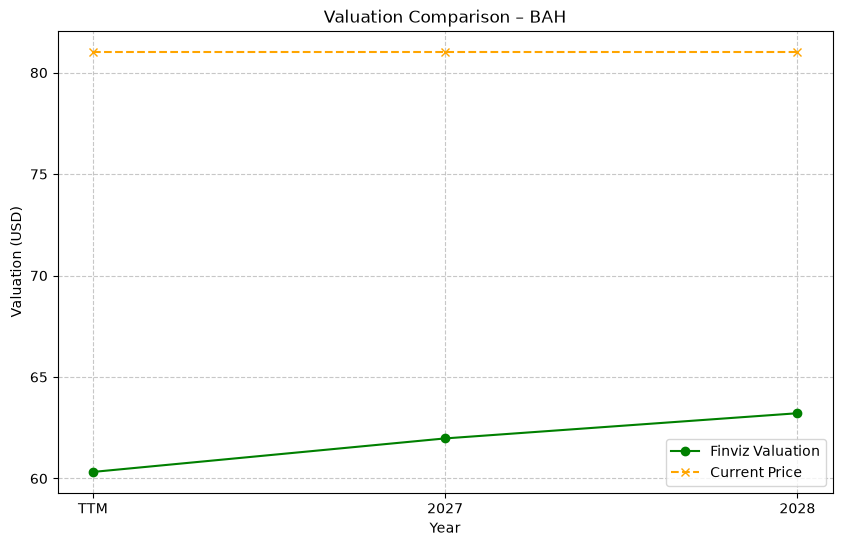 Valuation Comparison – BAH
Valuation (USD)
80
75
70
65
60
TTM 2027 2028
Year
Finviz Valuation
Current Price